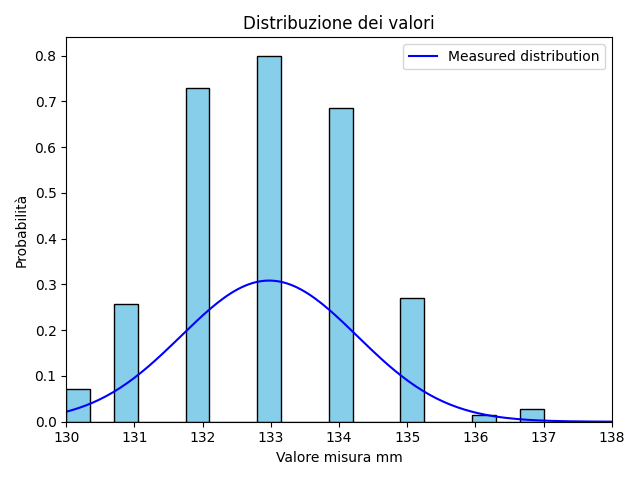 Distribuzione dei valori
Measured distribution
0.8
0.7
0.6
0.5
0.4
0.3
0.2
0.1
0.0
Probabilità
130 131 132 133 134 135 136 137 138
Valore misura mm